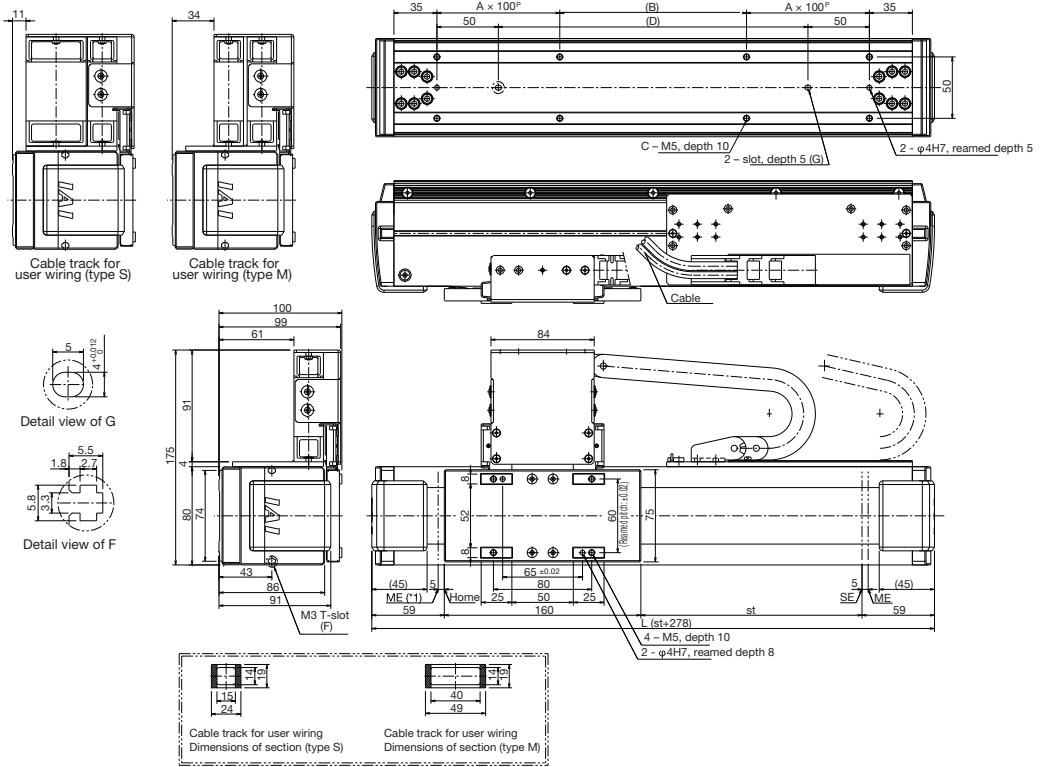 11
34
35
A × 100P
(B)
A × 100P
35
50
(D)
50
50
C – M5, depth 10
2 – slot, depth 5 (G)
2 - φ4H7, reamed depth 5
IAI
IAI
Cable track for
user wiring (type S)
Cable track for
user wiring (type M)
Cable
100
99
61
84
5
4 +0.012 0
Detail view of G
5.5
1.8
2.7
5.8
3.3
Detail view of F
175
91
4
80
74
IAI
43
86
91
M3 T-slot
(F)
8
52
8
60
(Reamed pitch: ±0.02)
75
65 ±0.02
80
25
50
25
(45)
5
ME (*1)
Home
59
160
st
5
(45)
SE
ME
59
L (st+278)
4 – M5, depth 10
2 - φ4H7, reamed depth 8
14
19
15
24
14
19
40
49
Cable track for user wiring
Dimensions of section (type S)
Cable track for user wiring
Dimensions of section (type M)